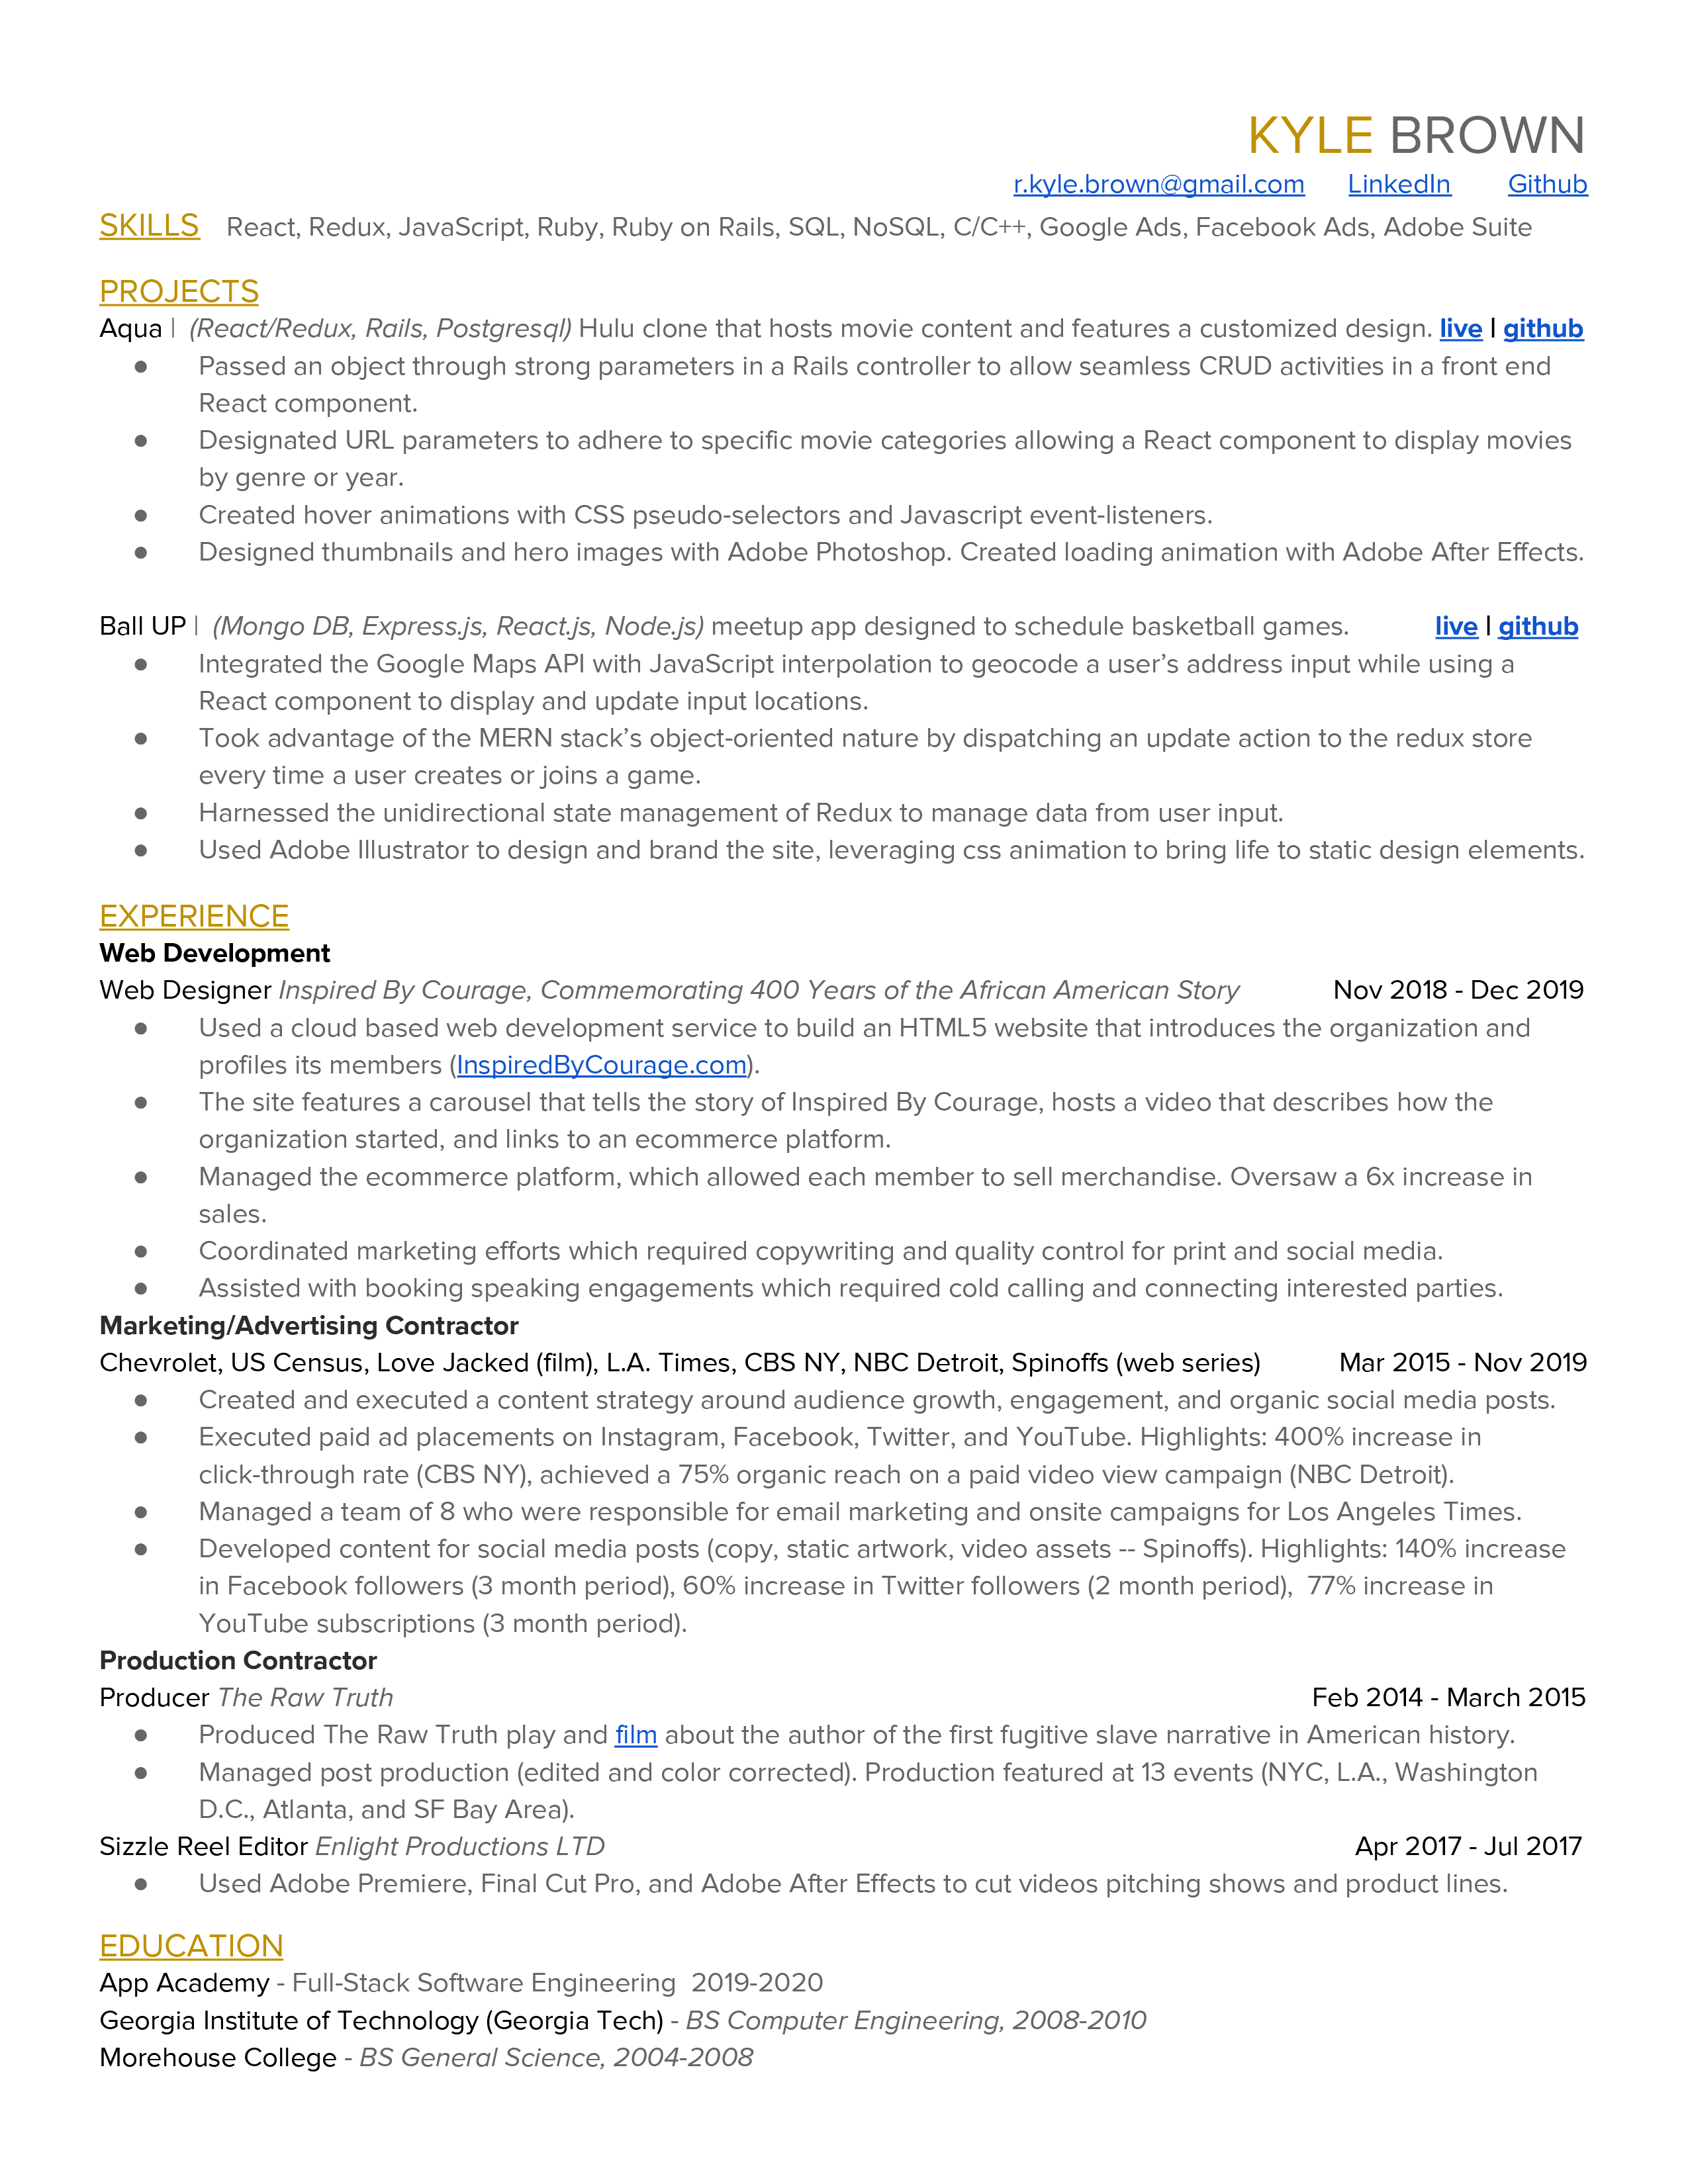 KYLE BROWN
r.kyle.brown@gmail.com LinkedIn Github
SKILLS React, Redux, JavaScript, Ruby, Ruby on Rails, SQL, NoSQL, C/C++, Google Ads, Facebook Ads, Adobe Suite
PROJECTS
Aqua | (React/Redux, Rails, Postgresql) Hulu clone that hosts movie content and features a customized design. live | github
● Passed an object through strong parameters in a Rails controller to allow seamless CRUD activities in a front end
React component.
● Designated URL parameters to adhere to specific movie categories allowing a React component to display movies
by genre or year.
● Created hover animations with CSS pseudo-selectors and Javascript event-listeners.
● Designed thumbnails and hero images with Adobe Photoshop. Created loading animation with Adobe After Effects.
Ball UP | (Mongo DB, Express.js, React.js, Node.js) meetup app designed to schedule basketball games. live | github
● Integrated the Google Maps API with JavaScript interpolation to geocode a user’s address input while using a
React component to display and update input locations.
● Took advantage of the MERN stack’s object-oriented nature by dispatching an update action to the redux store
every time a user creates or joins a game.
● Harnessed the unidirectional state management of Redux to manage data from user input.
● Used Adobe Illustrator to design and brand the site, leveraging css animation to bring life to static design elements.
EXPERIENCE
Web Development
Web Designer Inspired By Courage, Commemorating 400 Years of the African American Story Nov 2018 - Dec 2019
● Used a cloud based web development service to build an HTML5 website that introduces the organization and
profiles its members (InspiredByCourage.com).
● The site features a carousel that tells the story of Inspired By Courage, hosts a video that describes how the
organization started, and links to an ecommerce platform.
● Managed the ecommerce platform, which allowed each member to sell merchandise. Oversaw a 6x increase in
sales.
● Coordinated marketing efforts which required copywriting and quality control for print and social media.
● Assisted with booking speaking engagements which required cold calling and connecting interested parties.
Marketing/Advertising Contractor
Chevrolet, US Census, Love Jacked (film), L.A. Times, CBS NY, NBC Detroit, Spinoffs (web series) Mar 2015 - Nov 2019
● Created and executed a content strategy around audience growth, engagement, and organic social media posts.
● Executed paid ad placements on Instagram, Facebook, Twitter, and YouTube. Highlights: 400% increase in
click-through rate (CBS NY), achieved a 75% organic reach on a paid video view campaign (NBC Detroit).
● Managed a team of 8 who were responsible for email marketing and onsite campaigns for Los Angeles Times.
● Developed content for social media posts (copy, static artwork, video assets -- Spinoffs). Highlights: 140% increase
in Facebook followers (3 month period), 60% increase in Twitter followers (2 month period), 77% increase in
YouTube subscriptions (3 month period).
Production Contractor
Producer The Raw Truth Feb 2014 - March 2015
● Produced The Raw Truth play and film about the author of the first fugitive slave narrative in American history.
● Managed post production (edited and color corrected). Production featured at 13 events (NYC, L.A., Washington
D.C., Atlanta, and SF Bay Area).
Sizzle Reel Editor Enlight Productions LTD Apr 2017 - Jul 2017
● Used Adobe Premiere, Final Cut Pro, and Adobe After Effects to cut videos pitching shows and product lines.
EDUCATION
App Academy - Full-Stack Software Engineering 2019-2020
Georgia Institute of Technology (Georgia Tech) - BS Computer Engineering, 2008-2010
Morehouse College - BS General Science, 2004-2008